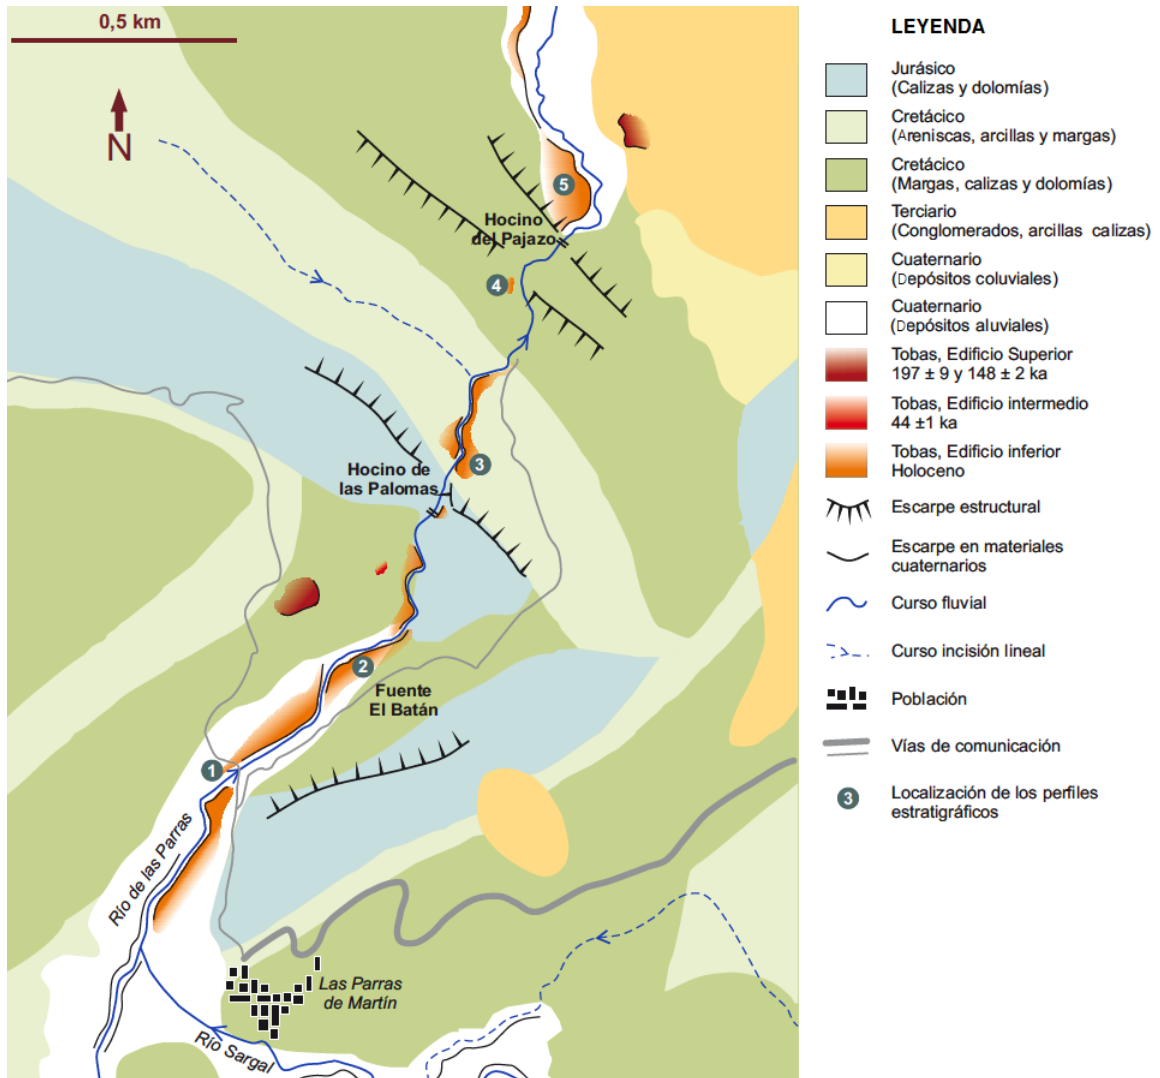 0,5 km
N
5
Hocino
del Pajazo
4
3
Hocino de
las Palomas
2
Fuente
El Batán
1
Río de las Parras
Las Parras
de Martín
Río Sargal
LEYENDA
Jurásico
(Calizas y dolomías)
Cretácico
(Areniscas, arcillas y margas)
Cretácico
(Margas, calizas y dolomías)
Terciario
(Conglomerados, arcillas calizas)
Cuaternario
(Depósitos coluviales)
Cuaternario
(Depósitos aluviales)
Tobas, Edificio Superior
197 ± 9 y 148 ± 2 ka
Tobas, Edificio intermedio
44 ±1 ka
Tobas, Edificio inferior
Holoceno
Escarpe estructural
Escarpe en materiales
cuaternarios
Curso fluvial
Curso incisión lineal
Población
Vías de comunicación
3
Localización de los perfiles
estratigráficos